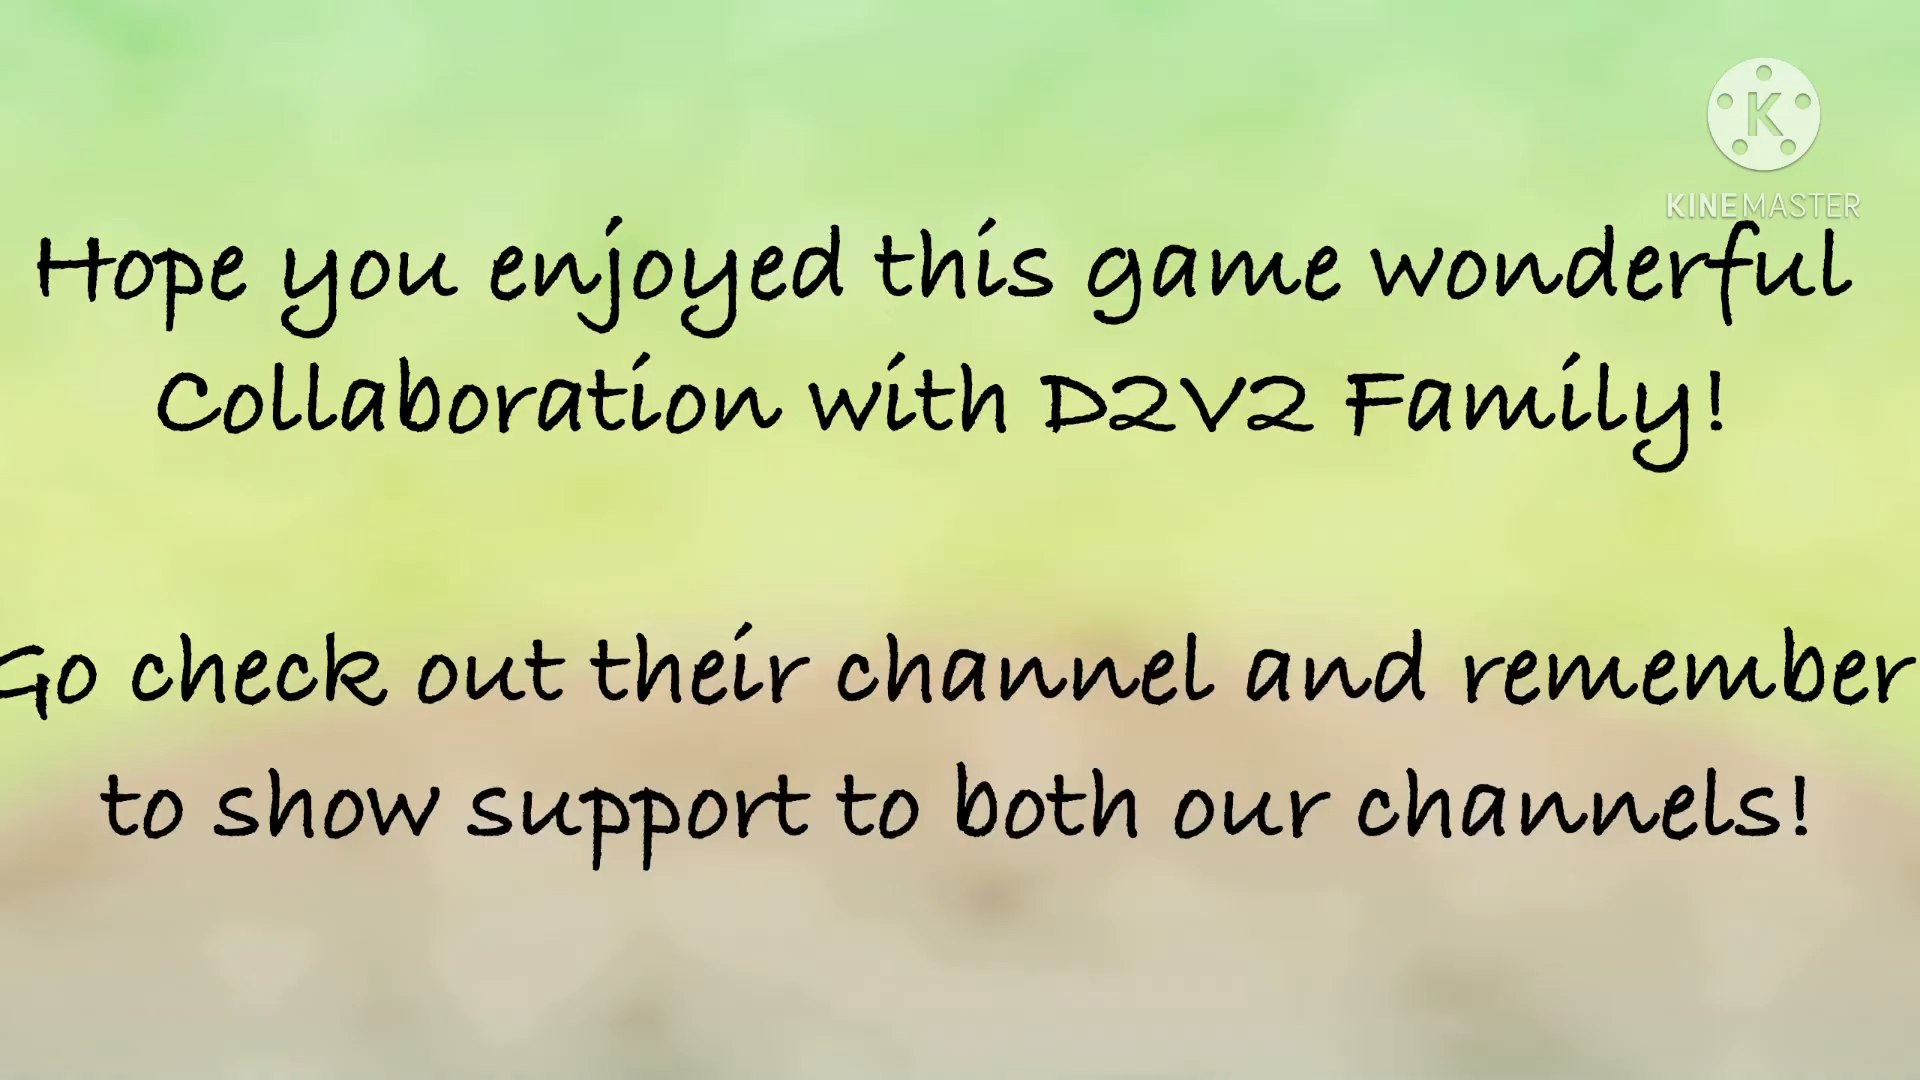 K
KINEMASTER
Hope you enjoyed this game wonderful
Collaboration with D2V2 Family!
Go check out their channel and remember
to show support to both our channels!